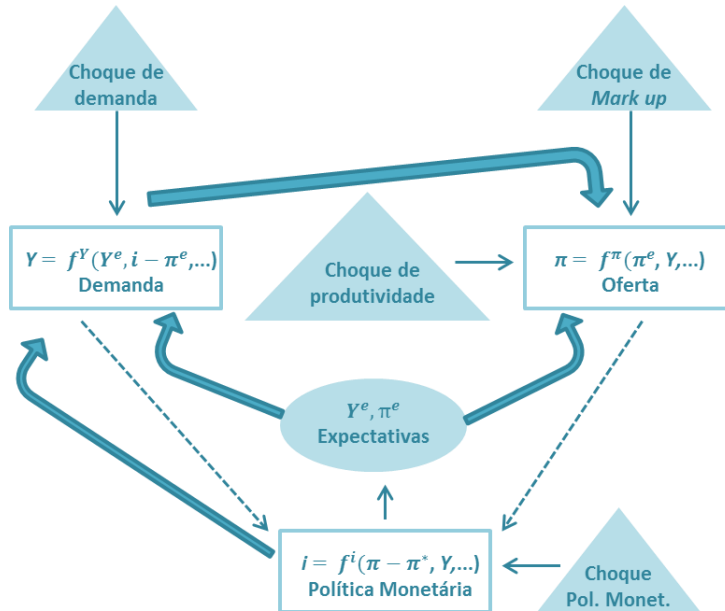 Choque de
demanda
Choque de
Mark up
Y = f^Y(Y^e, i − π^e,...)
Demanda
Choque de
produtividade
π = f^π(π^e, Y,...)
Oferta
Y^e, π^e
Expectativas
i = f^i(π − π*, Y,...)
Política Monetária
Choque
Pol. Monet.